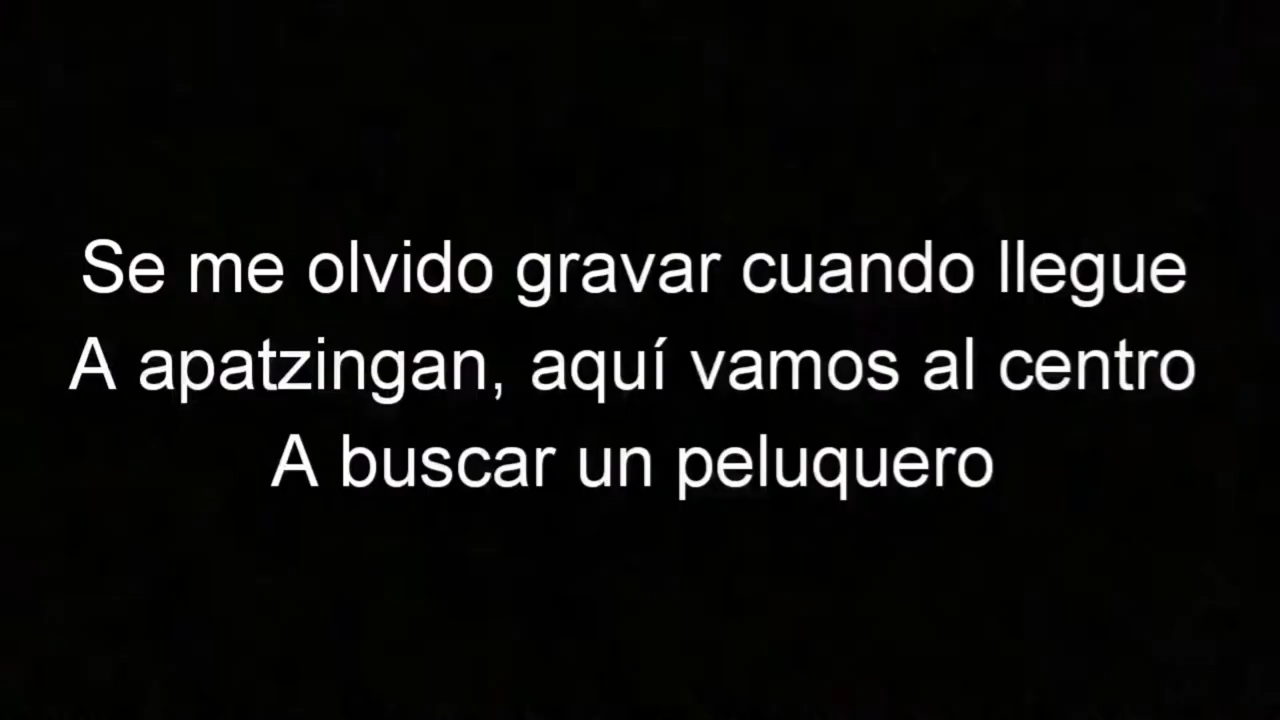 Se me olvido gravar cuando llegue
A apatzingan, aquí vamos al centro
A buscar un peluquero